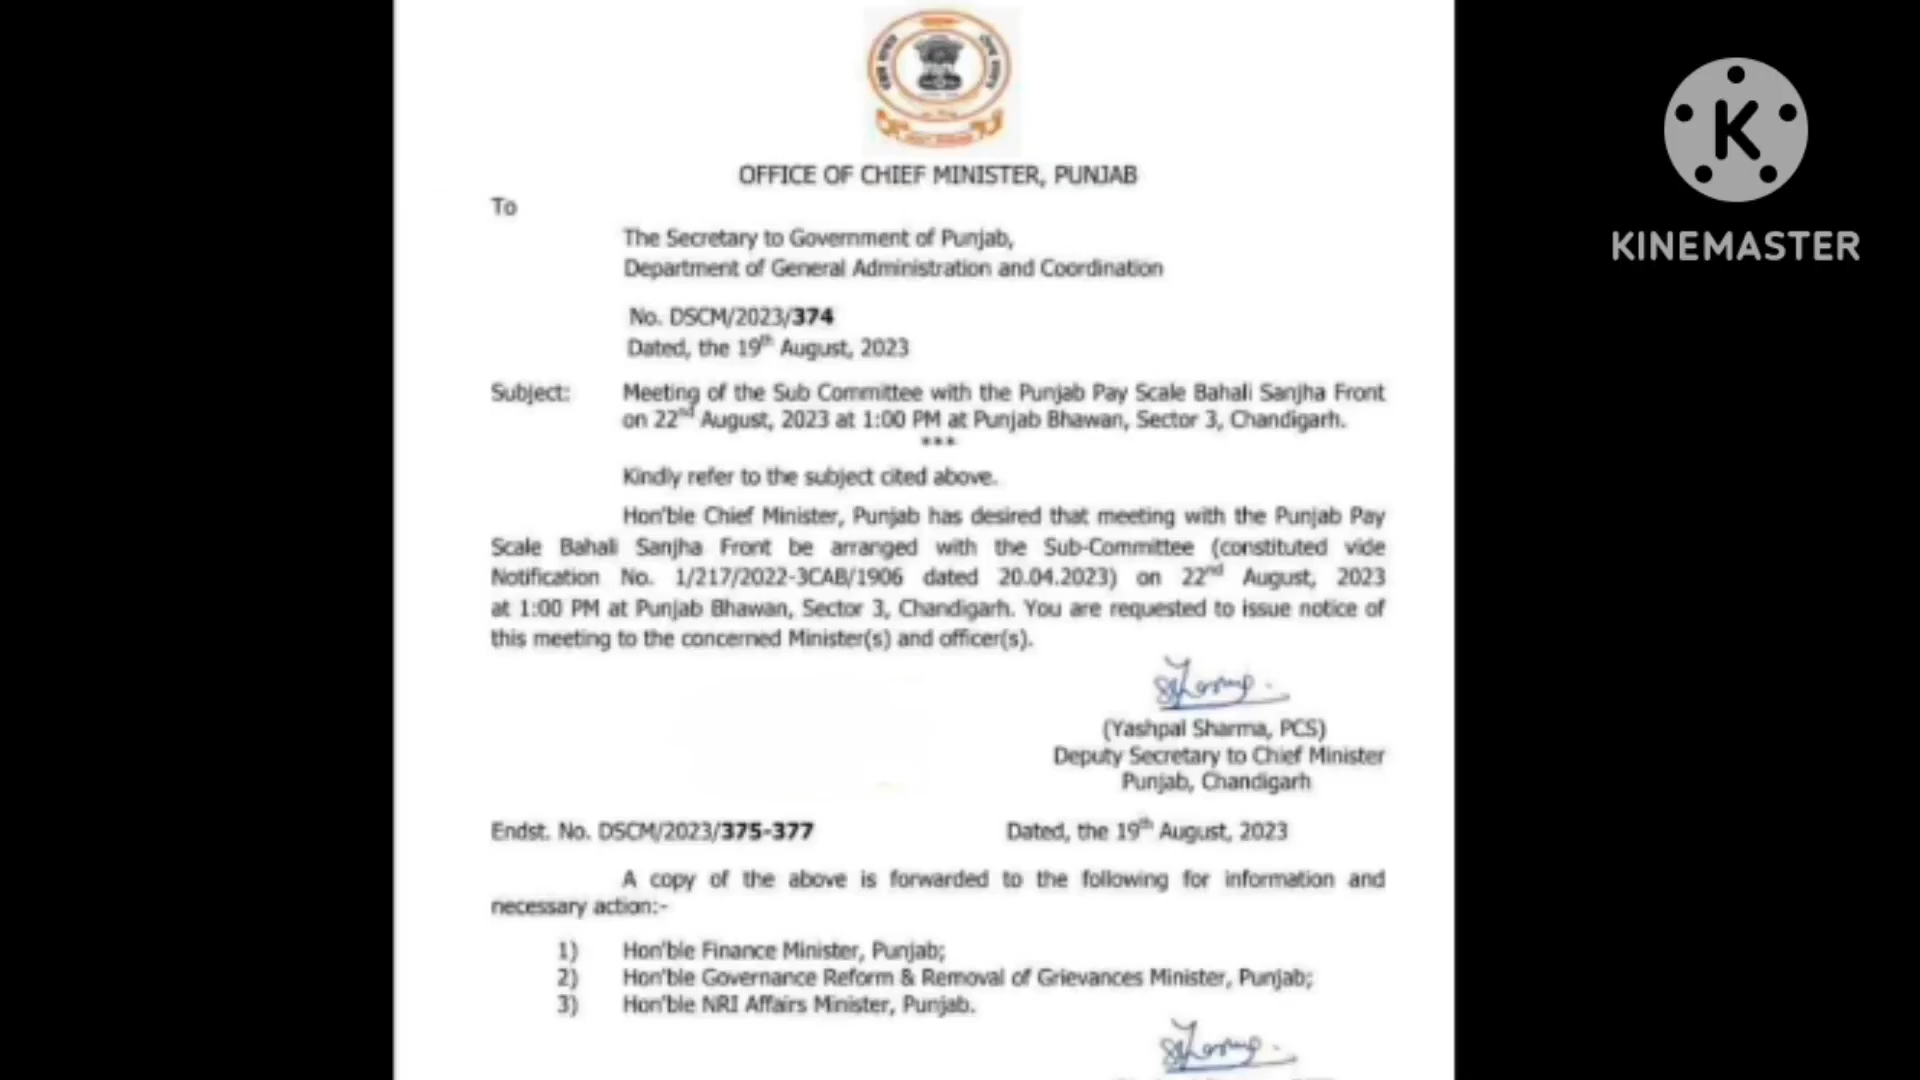 OFFICE OF CHIEF MINISTER, PUNJAB
To
The Secretary to Government of Punjab,
Department of General Administration and Coordination
No. DSCM/2023/374
Dated, the 19th August, 2023
Subject: Meeting of the Sub Committee with the Punjab Pay Scale Bahali Sanjha Front
on 22nd August, 2023 at 1:00 PM at Punjab Bhawan, Sector 3, Chandigarh.
***
Kindly refer to the subject cited above.
Hon'ble Chief Minister, Punjab has desired that meeting with the Punjab Pay
Scale Bahali Sanjha Front be arranged with the Sub-Committee (constituted vide
Notification No. 1/217/2022-3CAB/1906 dated 20.04.2023) on 22nd August, 2023
at 1:00 PM at Punjab Bhawan, Sector 3, Chandigarh. You are requested to issue notice of
this meeting to the concerned Minister(s) and officer(s).
(Yashpal Sharma, PCS)
Deputy Secretary to Chief Minister
Punjab, Chandigarh
Endst. No. DSCM/2023/375-377 Dated, the 19th August, 2023
A copy of the above is forwarded to the following for information and
necessary action:-
1) Hon'ble Finance Minister, Punjab;
2) Hon'ble Governance Reform & Removal of Grievances Minister, Punjab;
3) Hon'ble NRI Affairs Minister, Punjab.
K
KINEMASTER